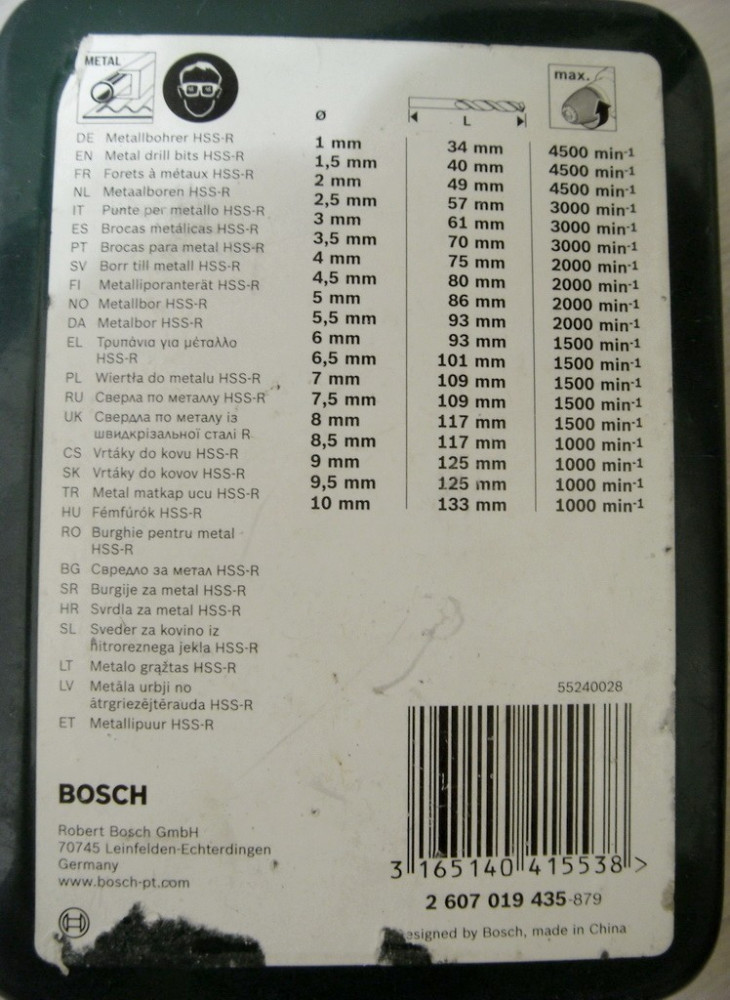 METAL
max.
ø
L
DE Metallbohrer HSS-R
EN Metal drill bits HSS-R
FR Forets à métaux HSS-R
NL Metaalboren HSS-R
IT Punte per metallo HSS-R
ES Brocas metálicas HSS-R
PT Brocas para metal HSS-R
SV Borr till metall HSS-R
FI Metalliporanterät HSS-R
NO Metallbor HSS-R
DA Metalbor HSS-R
EL Τρυπάνια για μέταλλο
HSS-R
PL Wiertła do metalu HSS-R
RU Сверла по металлу HSS-R
UK Свердла по металу із
швидкрізальної сталі R
CS Vrtáky do kovu HSS-R
SK Vrtáky do kovov HSS-R
TR Metal matkap ucu HSS-R
HU Fémfúrók HSS-R
RO Burghie pentru metal
HSS-R
BG Свредло за метал HSS-R
SR Burgije za metal HSS-R
HR Svrdla za metal HSS-R
SL Sveder za kovino iz
hitroreznega jekla HSS-R
LT Metalo grąžtas HSS-R
LV Metāla urbji no
ātrgriezējtērauda HSS-R
ET Metallipuur HSS-R
1 mm 34 mm 4500 min-1
1,5 mm 40 mm 4500 min-1
2 mm 49 mm 4500 min-1
2,5 mm 57 mm 3000 min-1
3 mm 61 mm 3000 min-1
3,5 mm 70 mm 3000 min-1
4 mm 75 mm 2000 min-1
4,5 mm 80 mm 2000 min-1
5 mm 86 mm 2000 min-1
5,5 mm 93 mm 2000 min-1
6 mm 93 mm 1500 min-1
6,5 mm 101 mm 1500 min-1
7 mm 109 mm 1500 min-1
7,5 mm 109 mm 1500 min-1
8 mm 117 mm 1500 min-1
8,5 mm 117 mm 1000 min-1
9 mm 125 mm 1000 min-1
9,5 mm 125 mm 1000 min-1
10 mm 133 mm 1000 min-1
55240028
3 165140 415538 >
2 607 019 435-879
BOSCH
Robert Bosch GmbH
70745 Leinfelden-Echterdingen
Germany
www.bosch-pt.com
esigned by Bosch, made in China